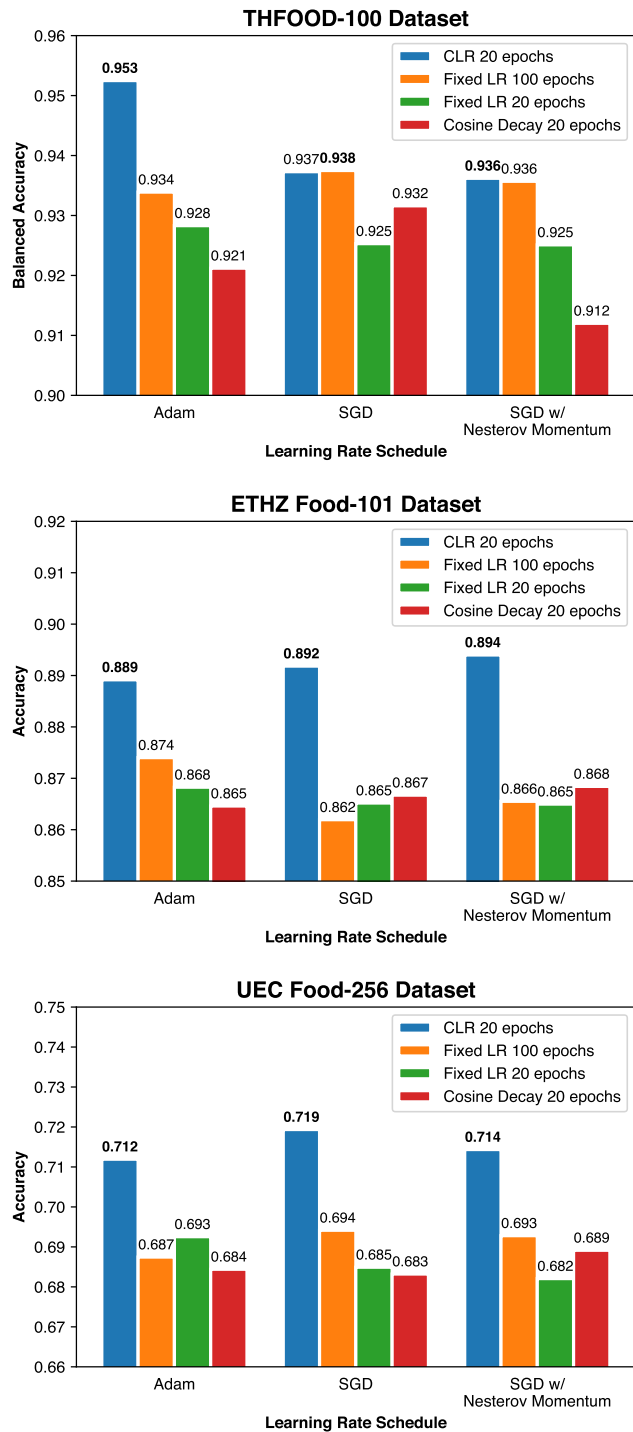 THFOOD-100 Dataset
0.96
0.95
0.94
0.93
0.92
0.91
0.90
Balanced Accuracy
CLR 20 epochs
Fixed LR 100 epochs
Fixed LR 20 epochs
Cosine Decay 20 epochs
0.953
0.934
0.928
0.921
0.937
0.938
0.925
0.932
0.936
0.936
0.925
0.912
Adam
SGD
SGD w/
Nesterov Momentum
Learning Rate Schedule
ETHZ Food-101 Dataset
0.92
0.91
0.90
0.89
0.88
0.87
0.86
0.85
Accuracy
CLR 20 epochs
Fixed LR 100 epochs
Fixed LR 20 epochs
Cosine Decay 20 epochs
0.889
0.874
0.868
0.865
0.892
0.862
0.865
0.867
0.894
0.866
0.865
0.868
Adam
SGD
SGD w/
Nesterov Momentum
Learning Rate Schedule
UEC Food-256 Dataset
0.75
0.74
0.73
0.72
0.71
0.70
0.69
0.68
0.67
0.66
Accuracy
CLR 20 epochs
Fixed LR 100 epochs
Fixed LR 20 epochs
Cosine Decay 20 epochs
0.712
0.687
0.693
0.684
0.719
0.694
0.685
0.683
0.714
0.693
0.682
0.689
Adam
SGD
SGD w/
Nesterov Momentum
Learning Rate Schedule